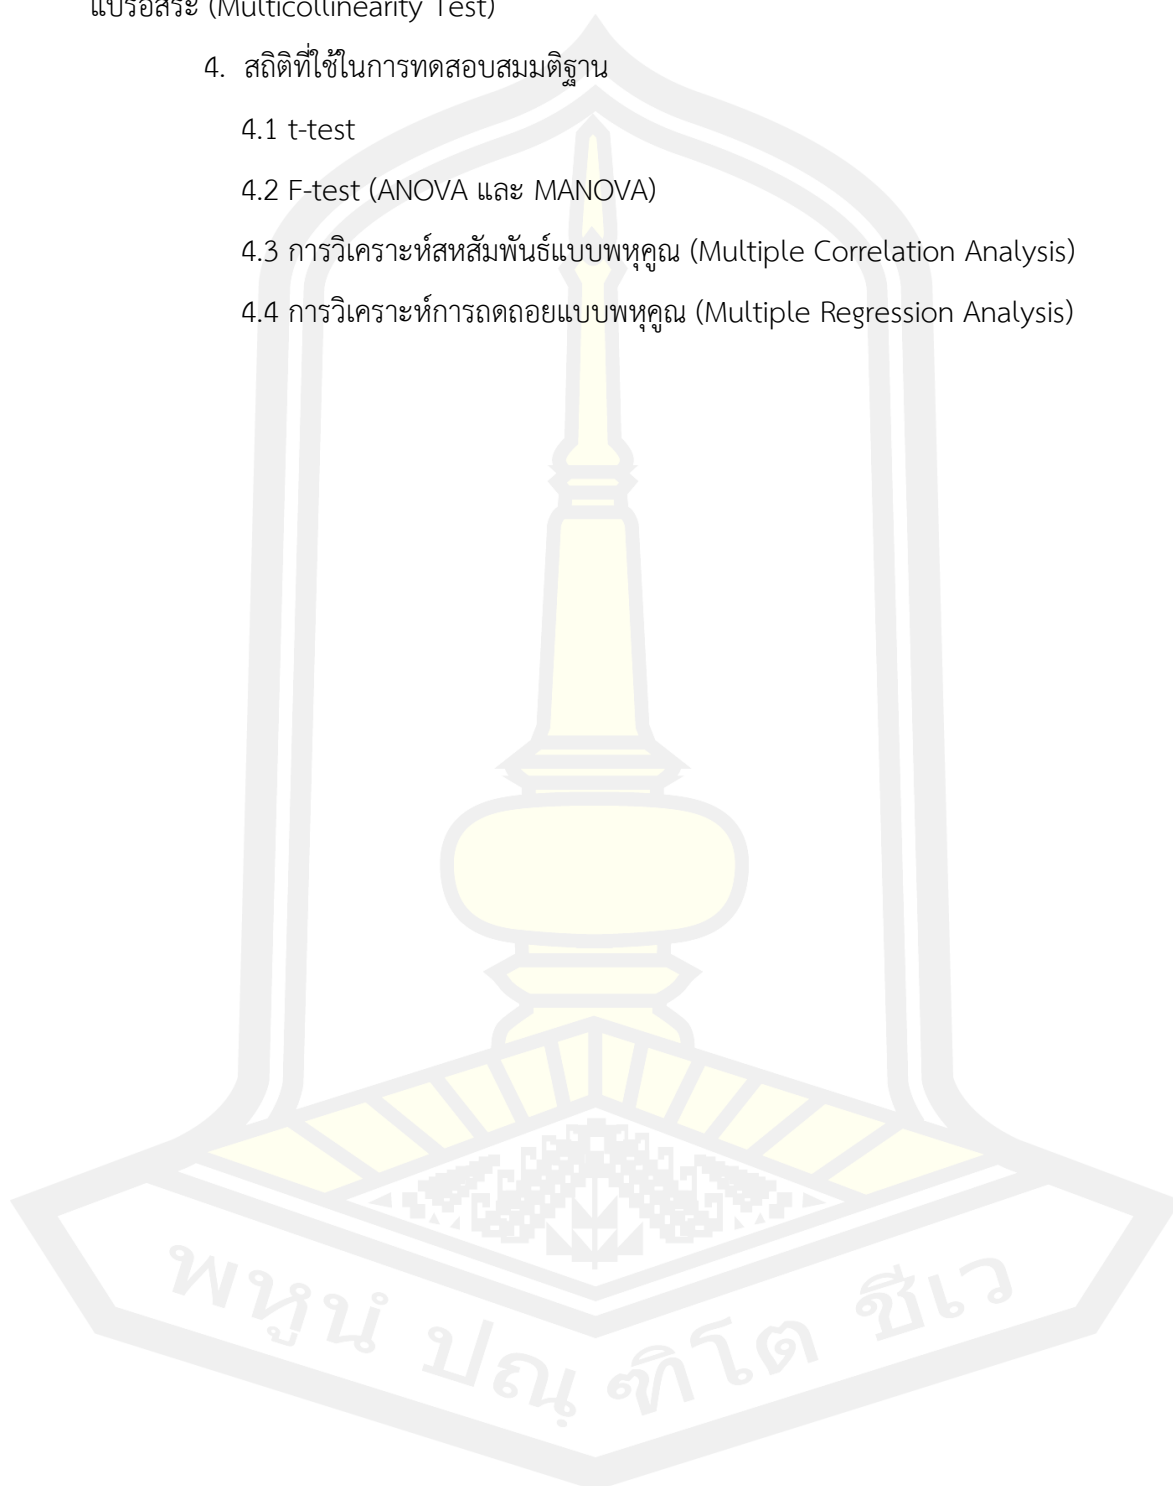 แปรอิสระ (Multicollinearity Test)
4. สถิติที่ใช้ในการทดสอบสมมติฐาน
4.1 t-test
4.2 F-test (ANOVA และ MANOVA)
4.3 การวิเคราะห์สหสัมพันธ์แบบพหุคูณ (Multiple Correlation Analysis)
4.4 การวิเคราะห์การถดถอยแบบพหุคูณ (Multiple Regression Analysis)
พหูนํ ปณฺฑิโต ชีเว